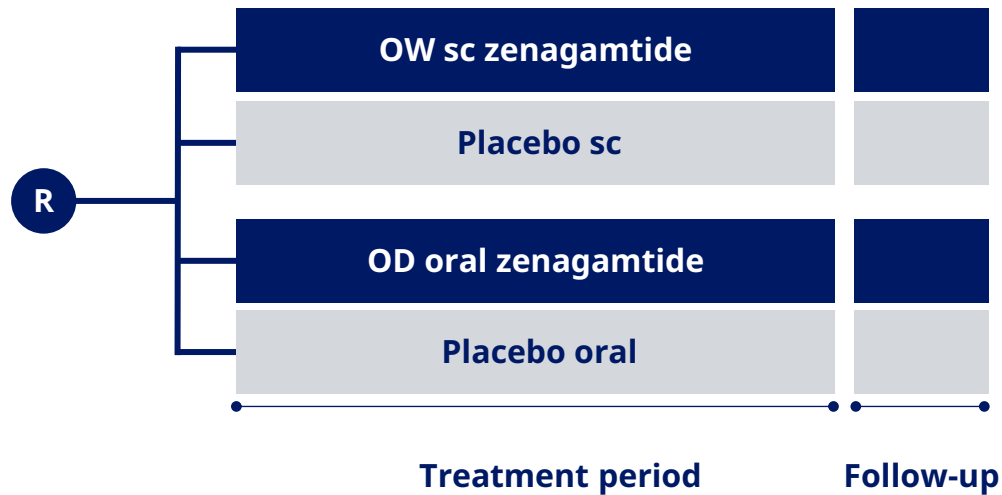 OW sc zenagamtide
Placebo sc
R
OD oral zenagamtide
Placebo oral
Treatment period
Follow-up